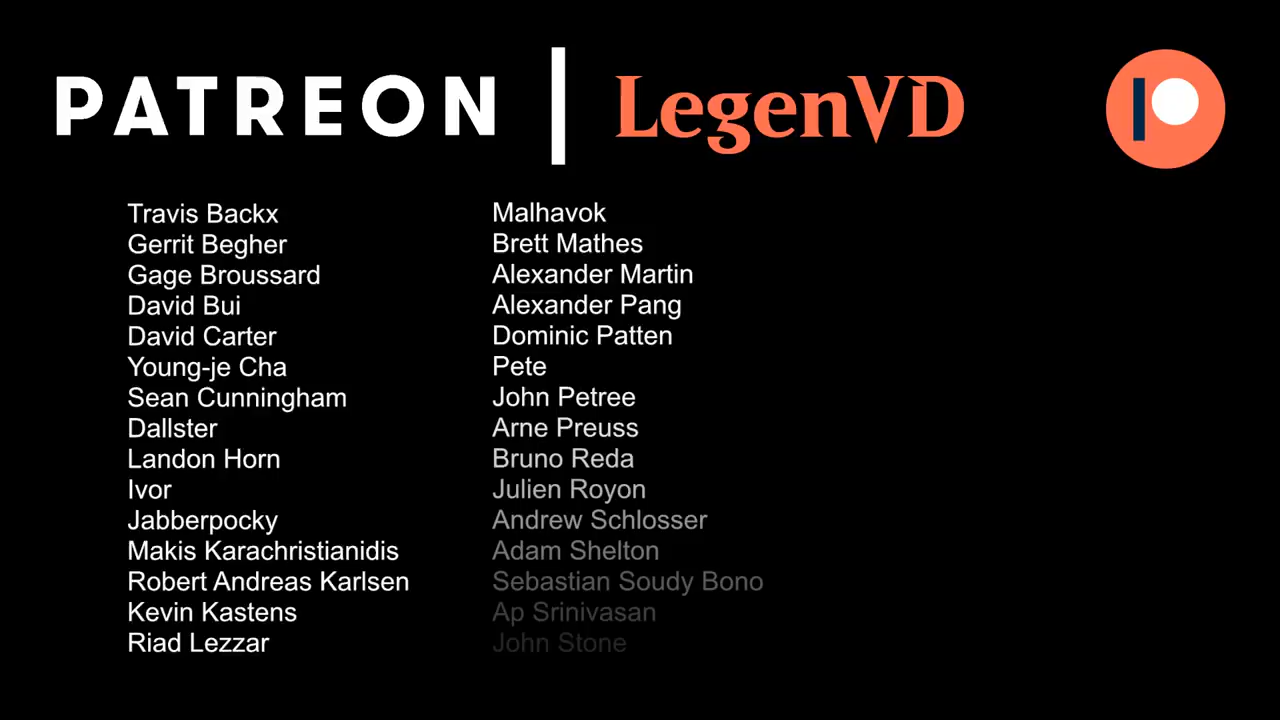 PATREON | LegenVD
Travis Backx
Gerrit Begher
Gage Broussard
David Bui
David Carter
Young-je Cha
Sean Cunningham
Dallster
Landon Horn
Ivor
Jabberpocky
Makis Karachristianidis
Robert Andreas Karlsen
Kevin Kastens
Riad Lezzar
Malhavok
Brett Mathes
Alexander Martin
Alexander Pang
Dominic Patten
Pete
John Petree
Arne Preuss
Bruno Reda
Julien Royon
Andrew Schlosser
Adam Shelton
Sebastian Soudy Bono
Ap Srinivasan
John Stone